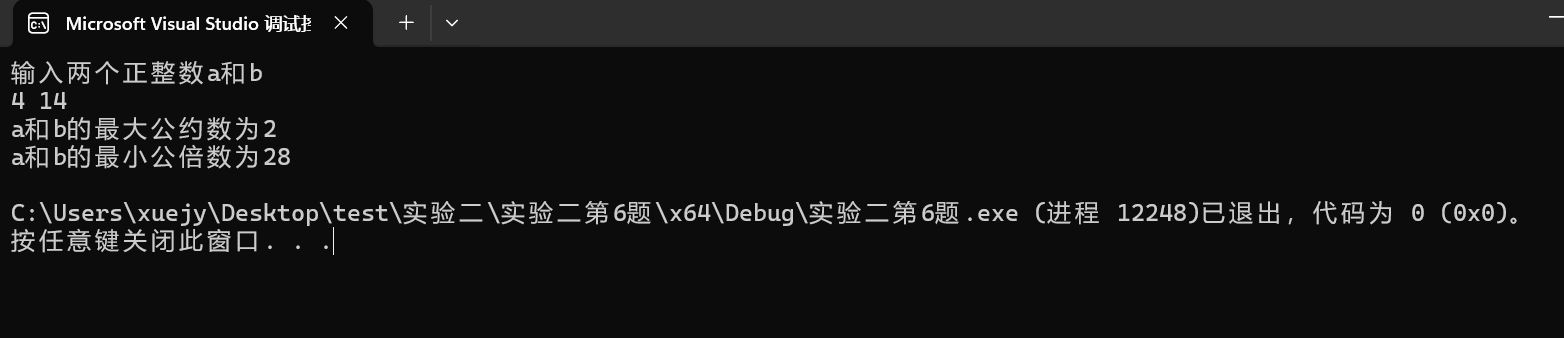 Microsoft Visual Studio 调试
输入两个正整数a和b
4 14
a和b的最大公约数为2
a和b的最小公倍数为28
C:\Users\xuejy\Desktop\test\实验二\实验二第6题\x64\Debug\实验二第6题.exe (进程 12248)已退出，代码为 0 (0x0)。
按任意键关闭此窗口. . .